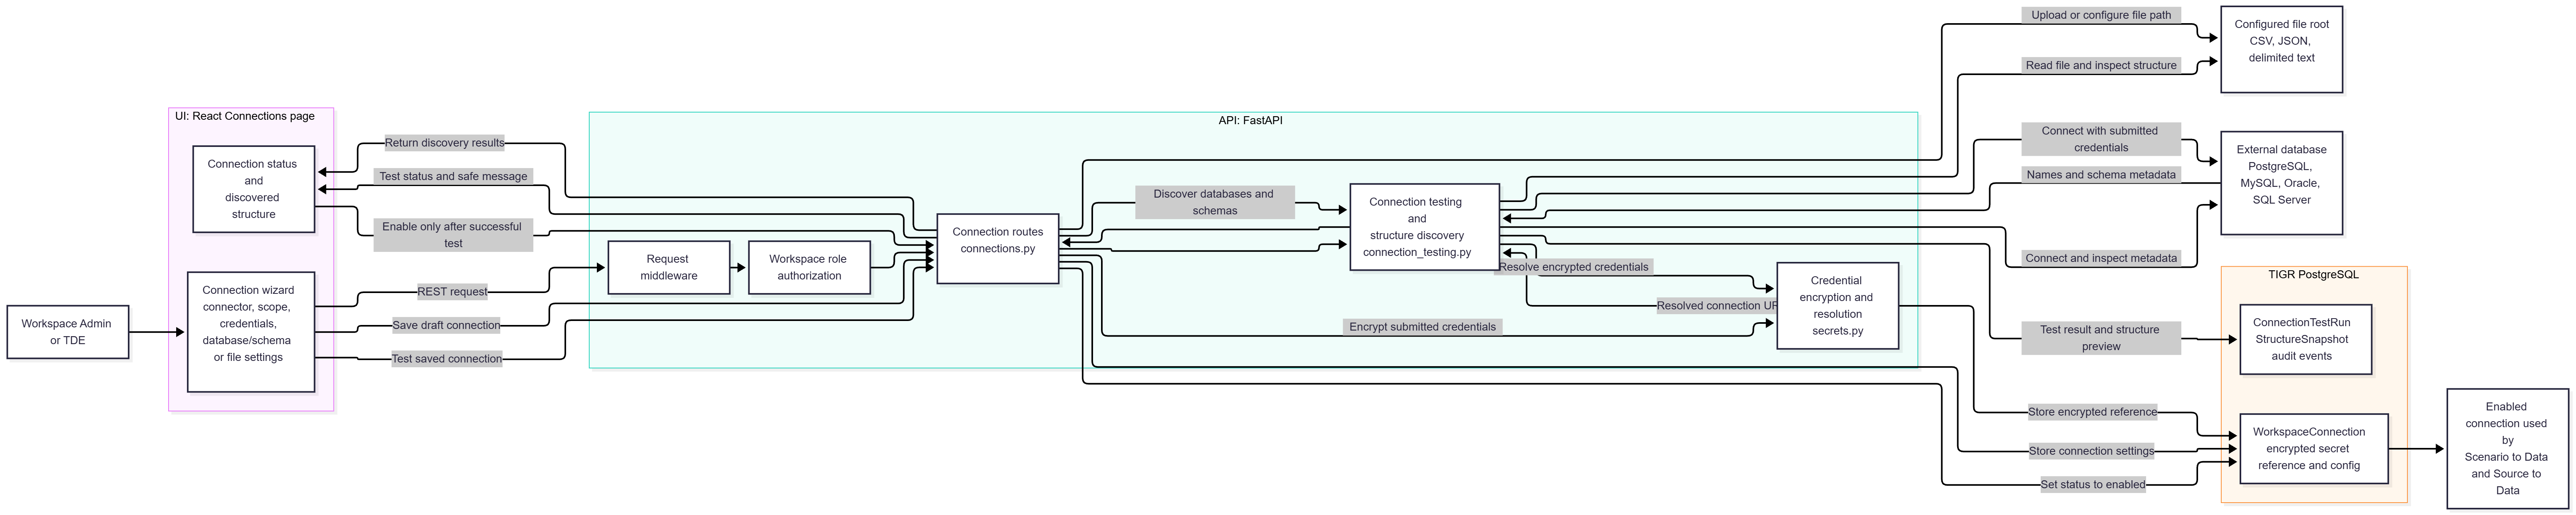 Upload or configure file path
Configured file root
CSV, JSON,
delimited text
Read file and inspect structure
UI: React Connections page
API: FastAPI
Return discovery results
Connection status
and
discovered
structure
Test status and safe message
Enable only after successful
test
Connection wizard
connector, scope,
credentials,
database/schema
or file settings
REST request
Save draft connection
Test saved connection
Workspace Admin
or TDE
Request
middleware
Workspace role
authorization
Connection routes
connections.py
Discover databases and
schemas
Connection testing
and
structure discovery
connection_testing.py
Resolve encrypted credentials
Resolved connection UR
Encrypt submitted credentials
Credential
encryption and
resolution
secrets.py
Connect with submitted
credentials
Names and schema metadata
Connect and inspect metadata
External database
PostgreSQL,
MySQL, Oracle,
SQL Server
TIGR PostgreSQL
Test result and structure
preview
ConnectionTestRun
StructureSnapshot
audit events
Store encrypted reference
Store connection settings
Set status to enabled
WorkspaceConnection
encrypted secret
reference and config
Enabled
connection used
by
Scenario to Data
and Source to
Data